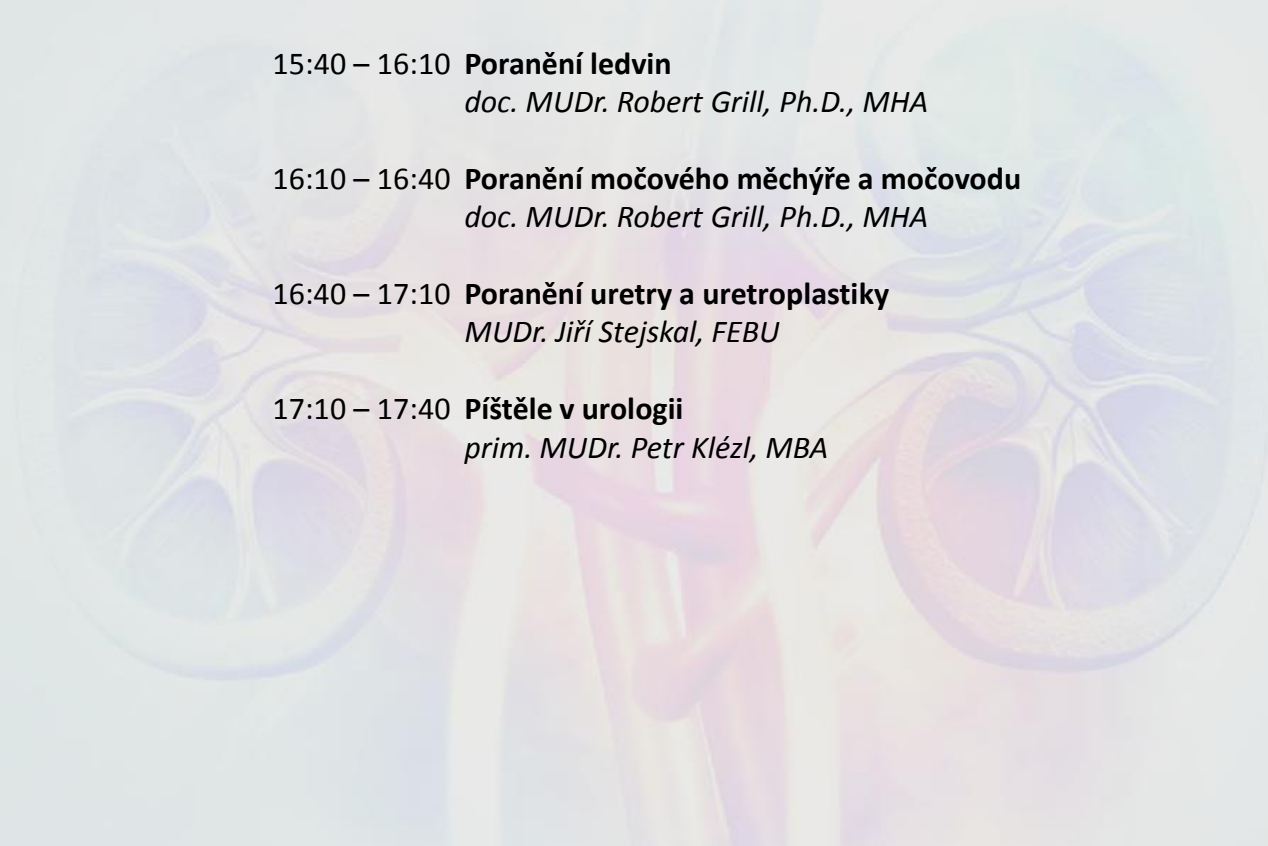 15:40 – 16:10 Poranění ledvin
doc. MUDr. Robert Grill, Ph.D., MHA
16:10 – 16:40 Poranění močového měchýře a močovodu
doc. MUDr. Robert Grill, Ph.D., MHA
16:40 – 17:10 Poranění uretry a uretroplastiky
MUDr. Jiří Stejskal, FEBU
17:10 – 17:40 Píštěle v urologii
prim. MUDr. Petr Klézl, MBA